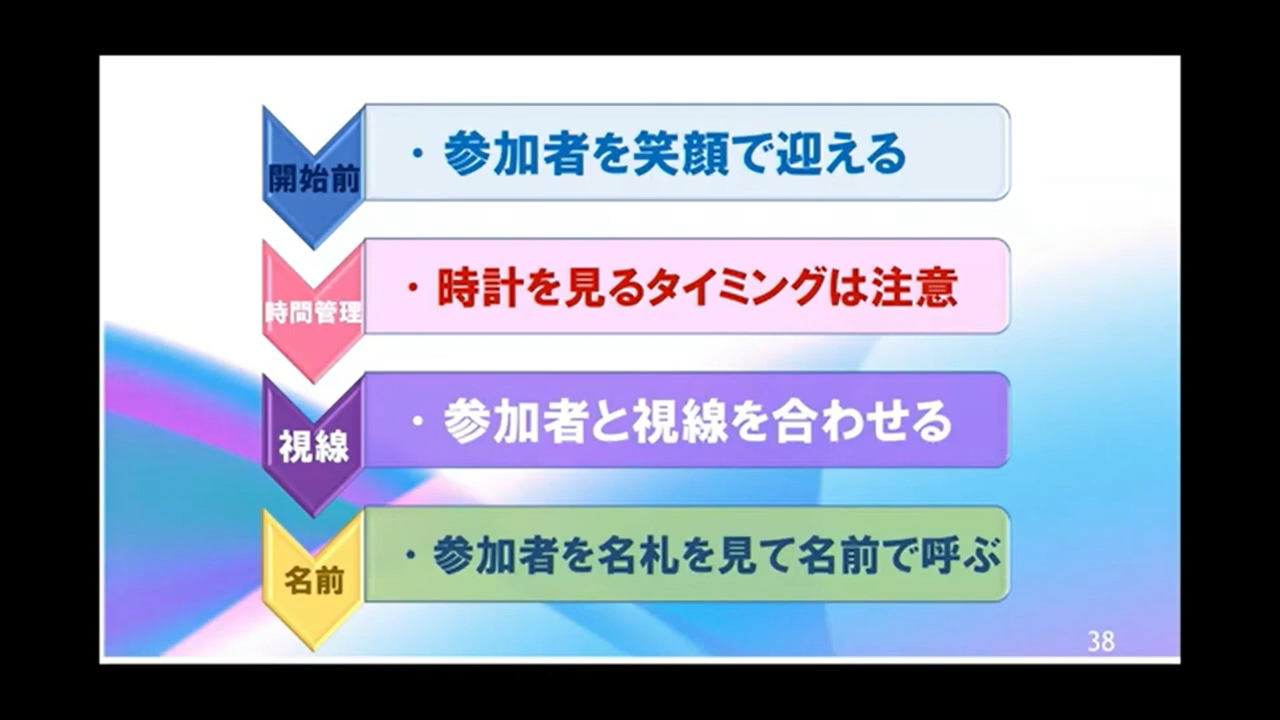 開始前
・参加者を笑顔で迎える
時間管理
・時計を見るタイミングは注意
視線
・参加者と視線を合わせる
名前
・参加者を名札を見て名前で呼ぶ
38